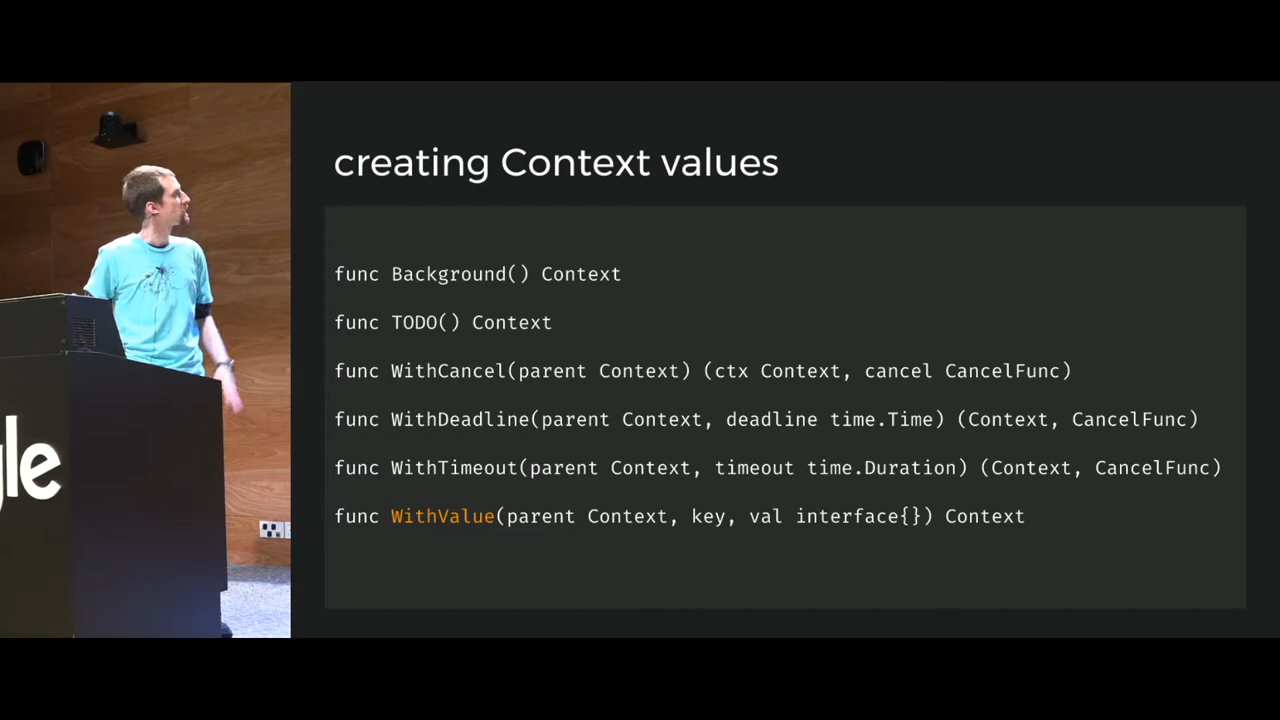 creating Context values
func Background() Context
func TODO() Context
func WithCancel(parent Context) (ctx Context, cancel CancelFunc)
func WithDeadline(parent Context, deadline time.Time) (Context, CancelFunc)
func WithTimeout(parent Context, timeout time.Duration) (Context, CancelFunc)
func WithValue(parent Context, key, val interface{}) Context
gle